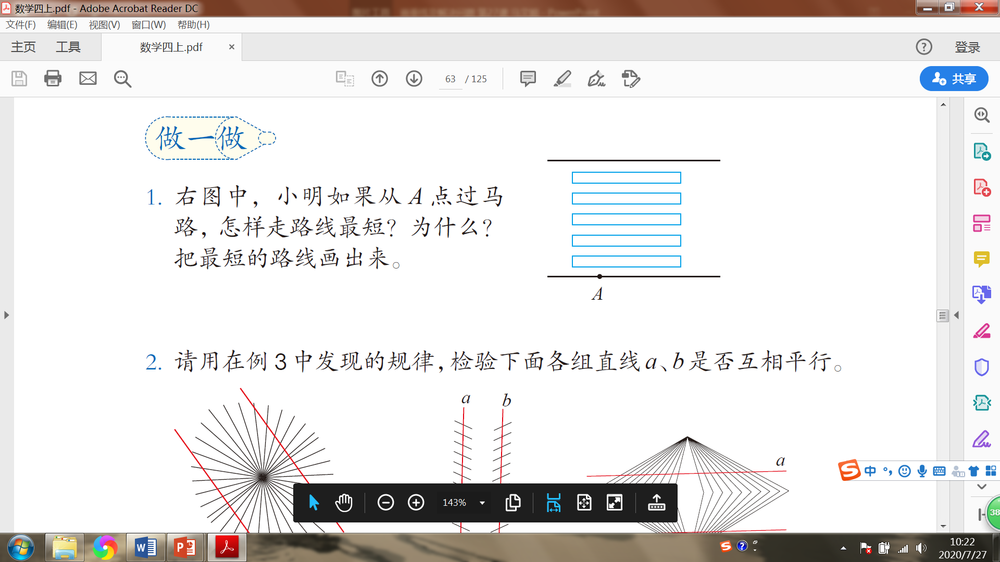 数学四上.pdf - Adobe Acrobat Reader DC
文件(F) 编辑(E) 视图(V) 窗口(W) 帮助(H)
主页 工具 数学四上.pdf × 登录
63 / 125 共享
做一做
1. 右图中，小明如果从 A 点过马
路，怎样走路线最短？为什么？
把最短的路线画出来。
A
2. 请用在例 3 中发现的规律，检验下面各组直线 a、b 是否互相平行。
a b
a
中
143%
38
10:22
2020/7/27